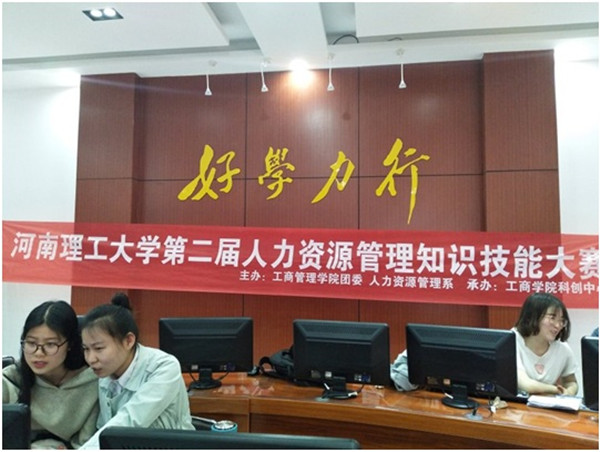 好學力行
河南理工大学第二届人力资源管理知识技能大赛
主办：工商管理学院团委 人力资源管理系 承办：工商学院科创中心